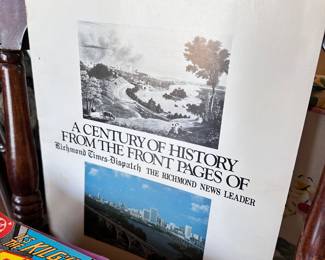 A CENTURY OF HISTORY
FROM THE FRONT PAGES OF
Richmond Times-Dispatch THE RICHMOND NEWS LEADER